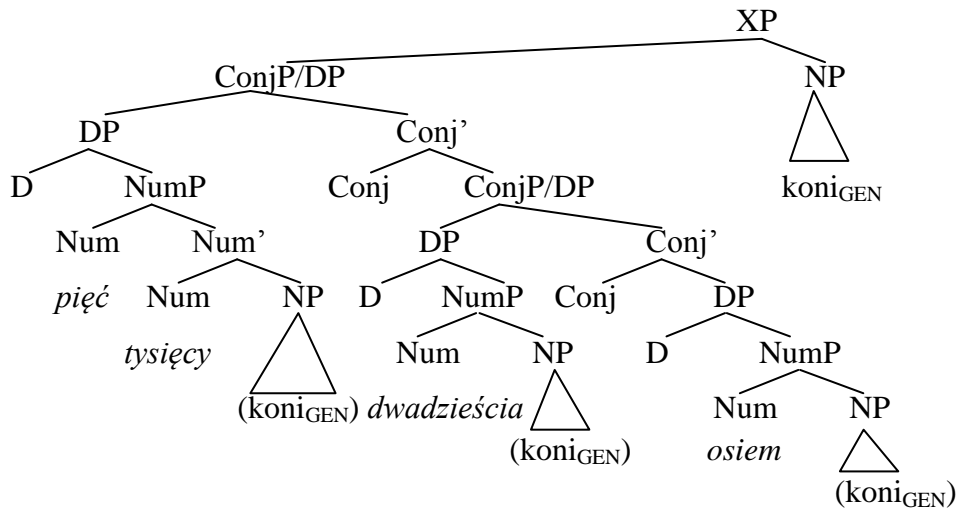 XP
ConjP/DP NP
DP Conj’
D NumP Conj ConjP/DP koni_GEN
Num Num’ DP Conj’
pięć Num NP D NumP Conj DP
tysięcy Num NP D NumP
(koni_GEN) dwadzieścia Num NP
(koni_GEN) osiem
(koni_GEN)